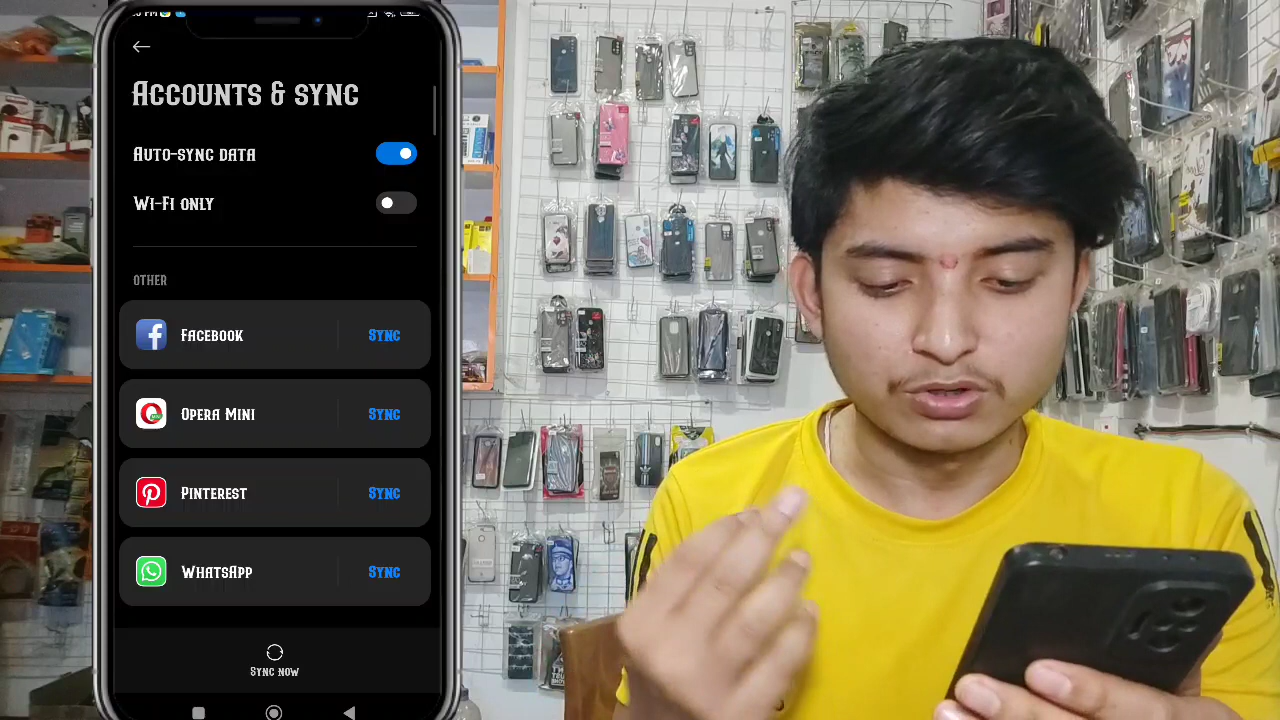 Accounts & sync
Auto-sync data
Wi-Fi only
OTHER
Facebook Sync
Opera Mini Sync
Pinterest Sync
WhatsApp Sync
Sync now